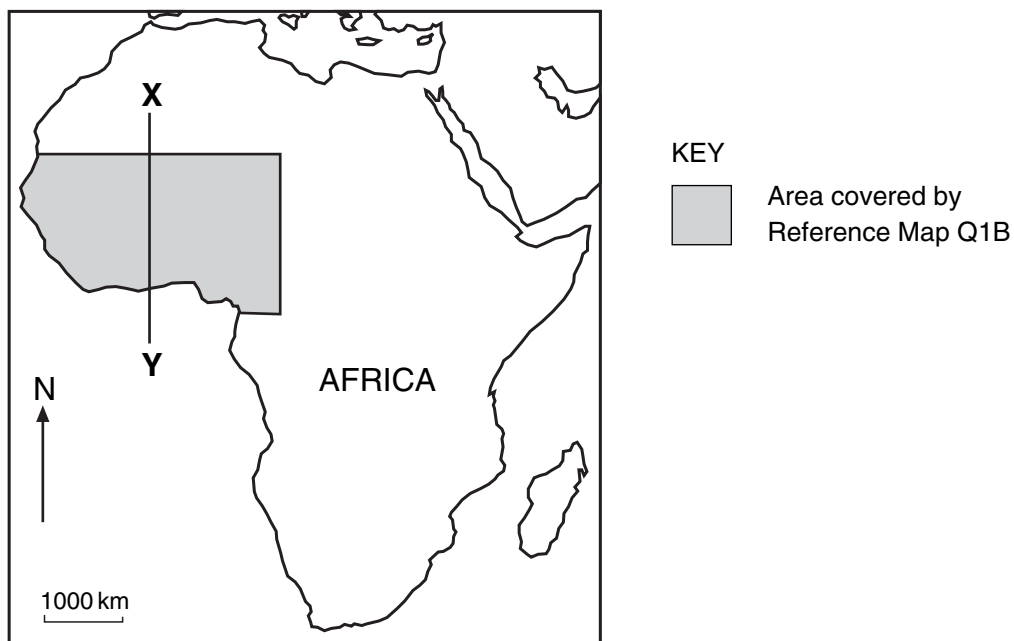 X
KEY
Area covered by
Reference Map Q1B
Y
N
AFRICA
1000 km